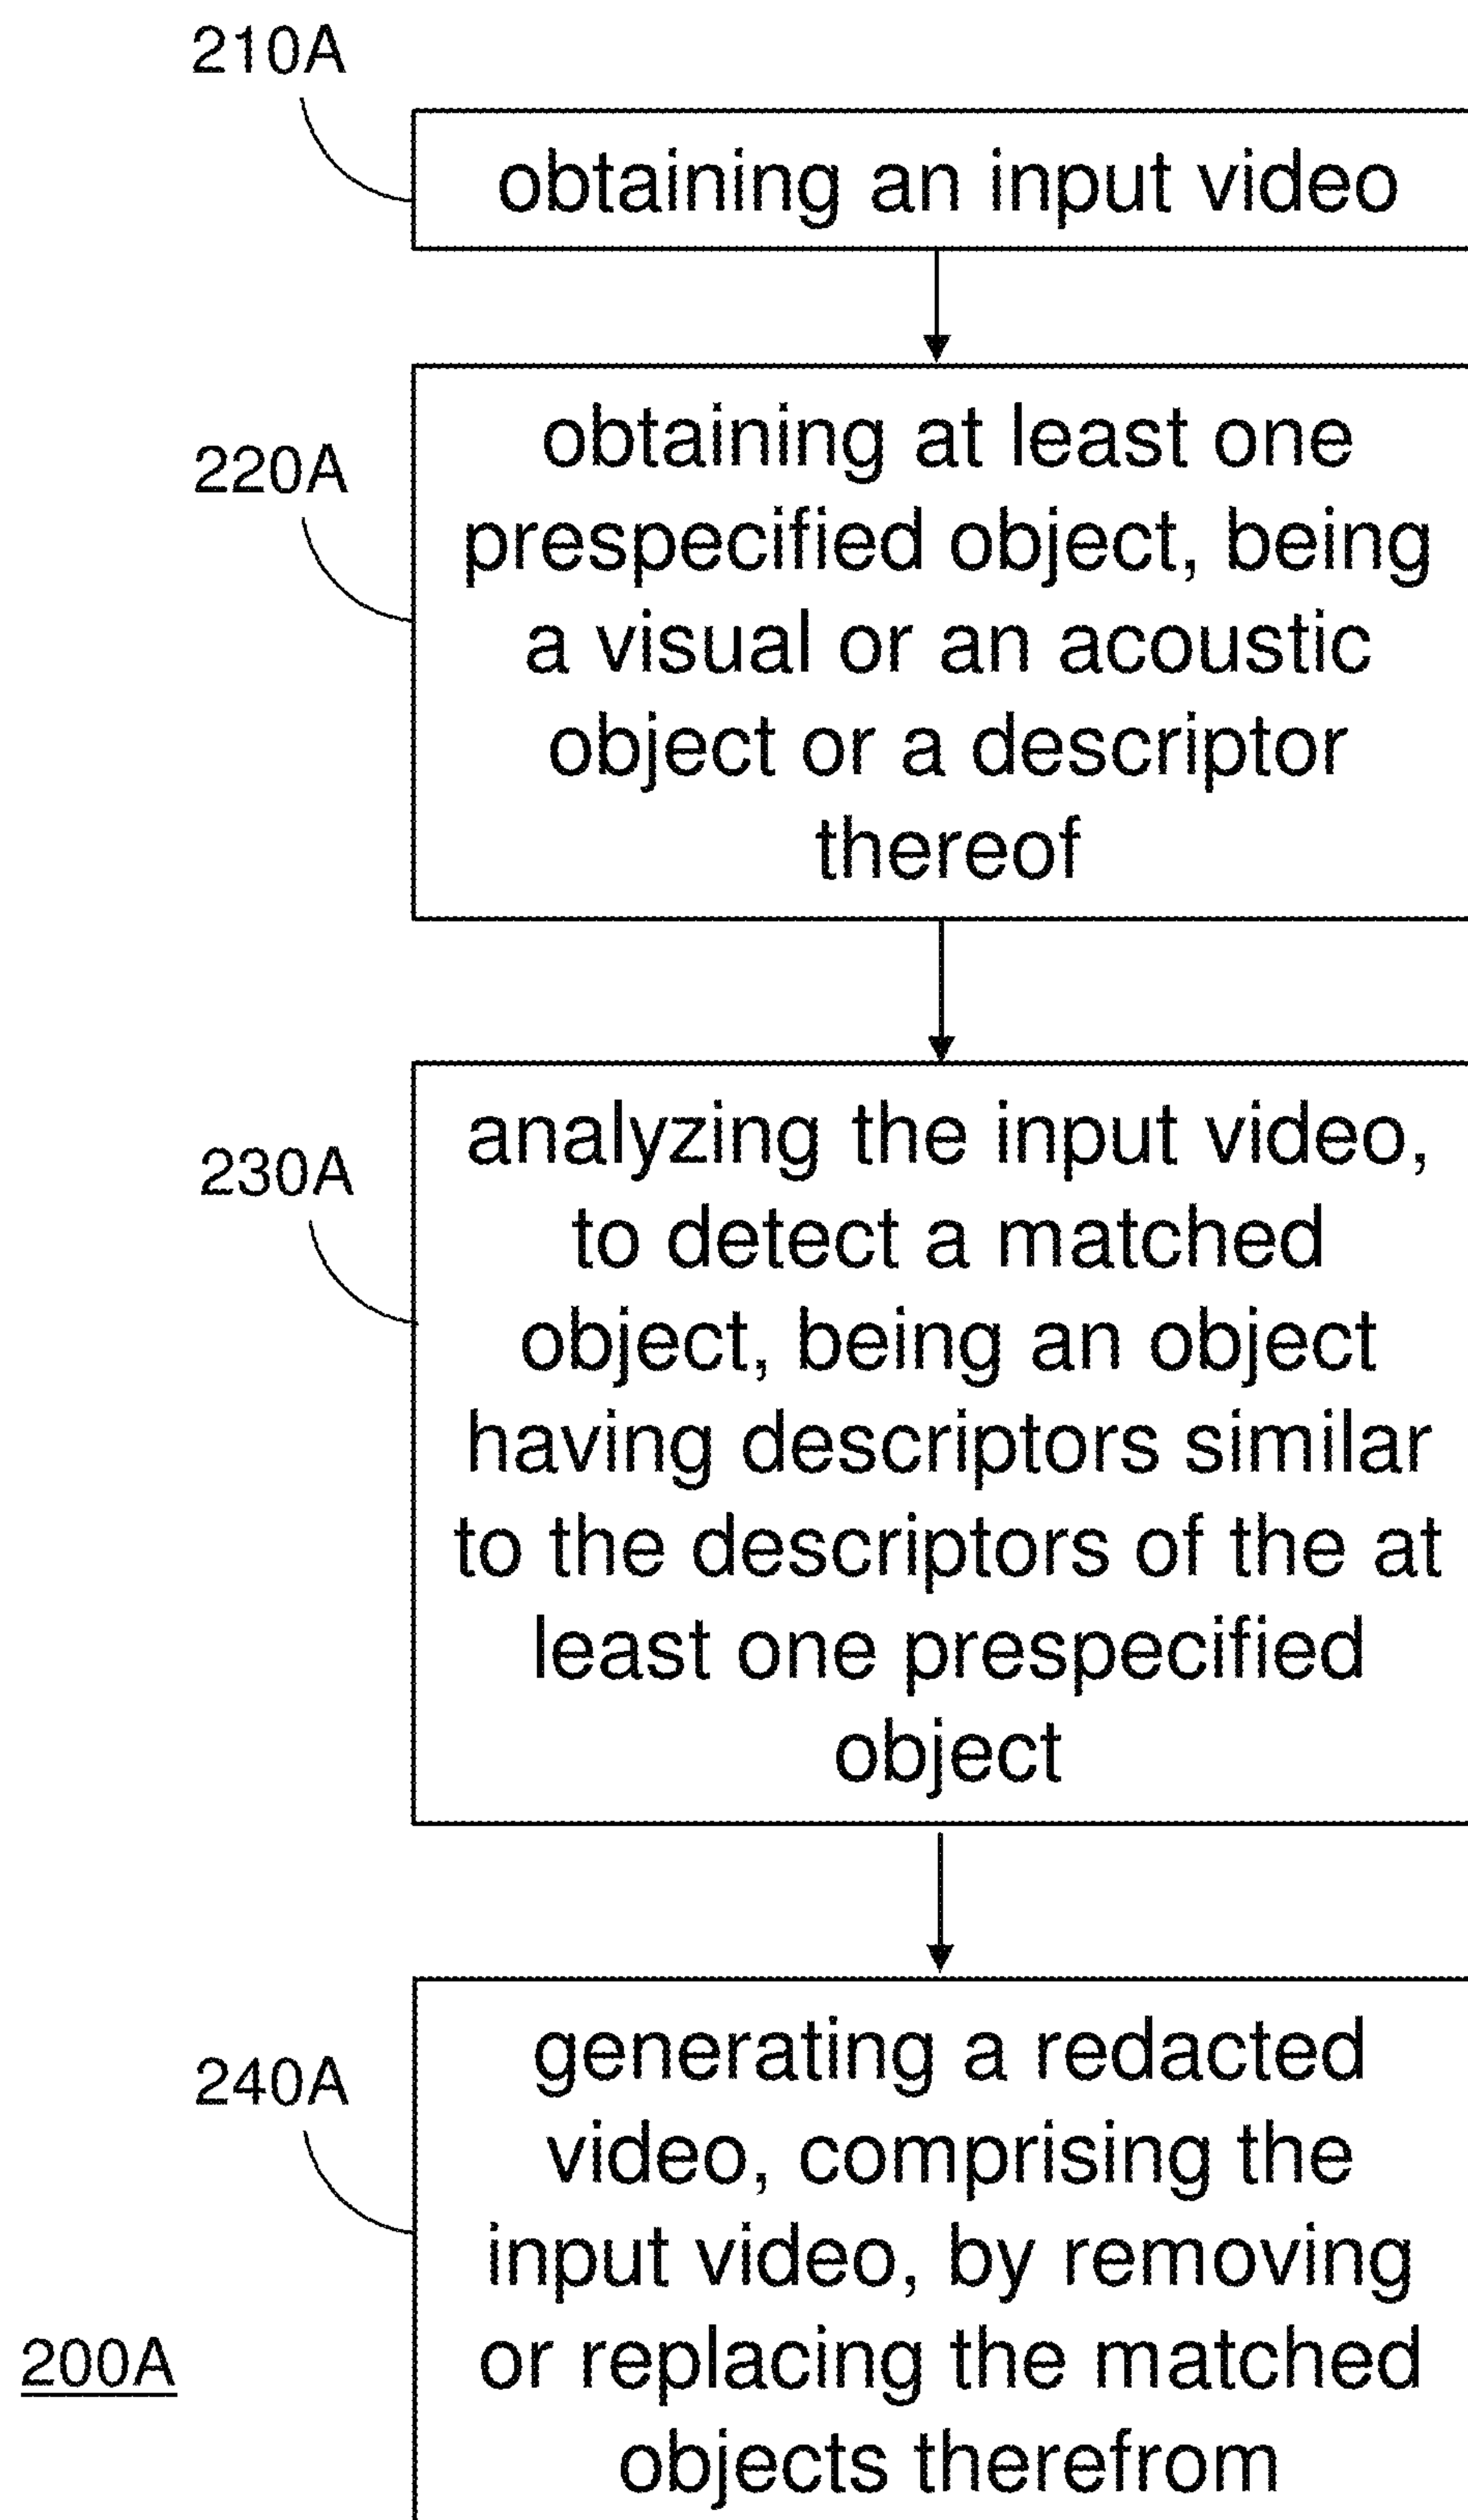 210A
obtaining an input video
220A
obtaining at least one
prespecified object, being
a visual or an acoustic
object or a descriptor
thereof
230A
analyzing the input video,
to detect a matched
object, being an object
having descriptors similar
to the descriptors of the at
least one prespecified
object
240A
generating a redacted
video, comprising the
input video, by removing
or replacing the matched
objects therefrom
200A